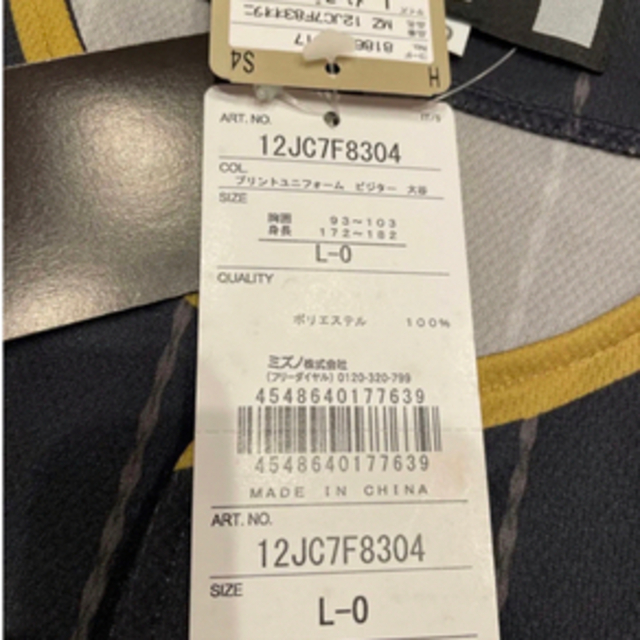 H
S4
ART. NO.
12JC7F8304
COL.
プリントユニフォーム ビジター 大谷
SIZE
胸囲 93~103
身長 172~182
L-0
QUALITY
ポリエステル 100%
ミズノ株式会社
(フリーダイヤル) 0120-320-799
4548640177639
4548640177639
MADE IN CHINA
ART. NO.
12JC7F8304
SIZE
L-0